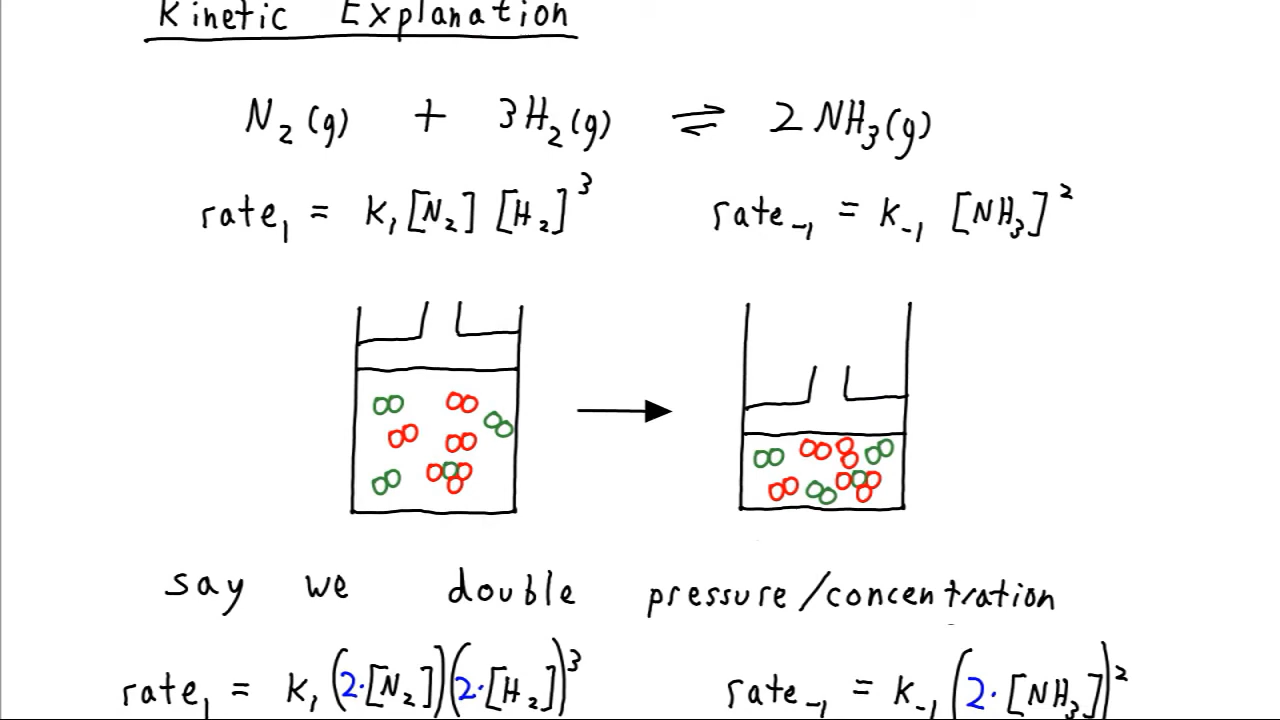 Kinetic Explanation
N₂(g) + 3H₂(g) ⇌ 2NH₃(g)
rate₁ = K₁[N₂][H₂]³ rate₋₁ = K₋₁[NH₃]²
say we double pressure/concentration
rate₁ = K₁(2·[N₂])(2·[H₂])³ rate₋₁ = K₋₁(2·[NH₃])²